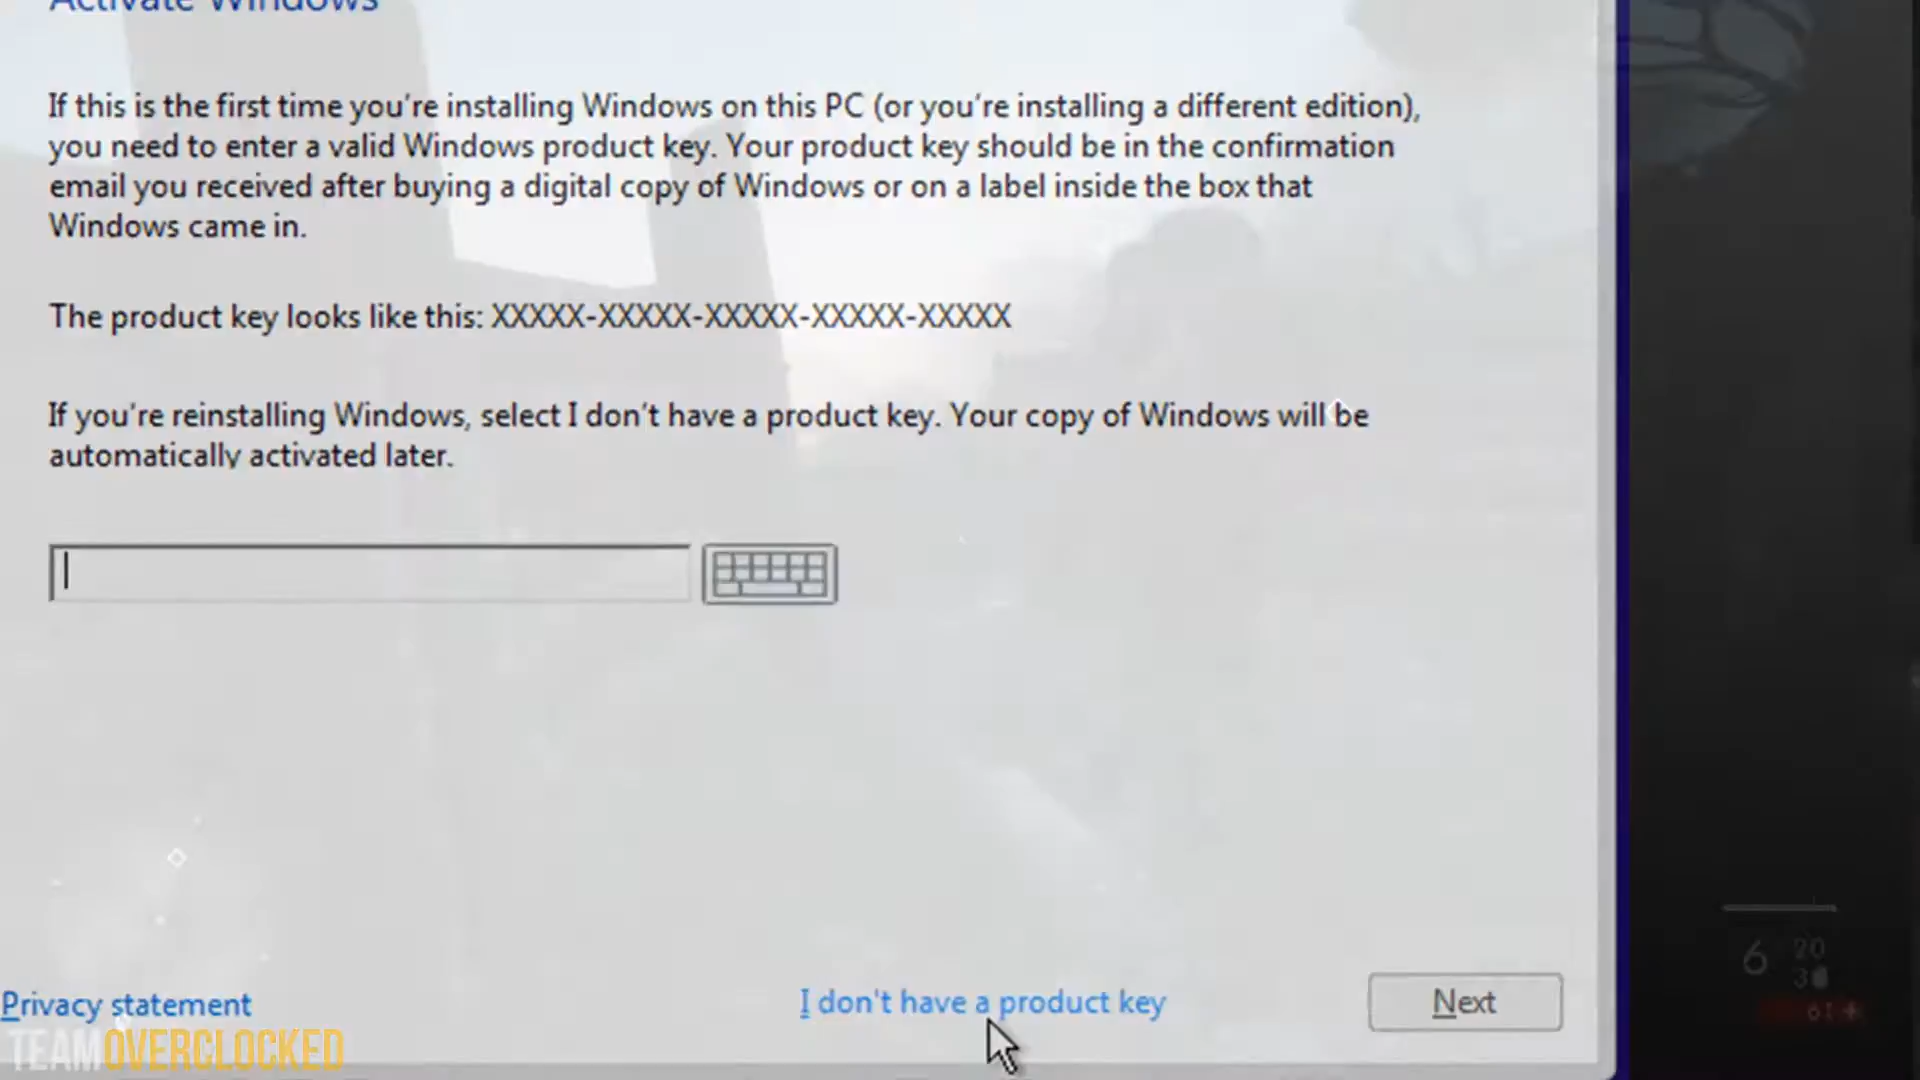 Activate Windows
If this is the first time you're installing Windows on this PC (or you're installing a different edition),
you need to enter a valid Windows product key. Your product key should be in the confirmation
email you received after buying a digital copy of Windows or on a label inside the box that
Windows came in.
The product key looks like this: XXXXX-XXXXX-XXXXX-XXXXX-XXXXX
If you're reinstalling Windows, select I don't have a product key. Your copy of Windows will be
automatically activated later.
Privacy statement
I don't have a product key
Next
TEAMOVERCLOCKED
6
20